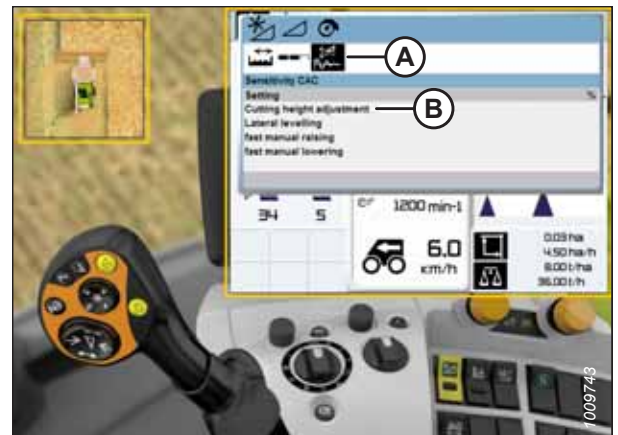 A
Sensitivity CAC
Setting %
Cutting height adjustment
B
Lateral levelling
fast manual raising
fast manual lowering
34 5
1200 min-1
6.0
км/h
0.03 ha
4.50 ha/h
8.00 t/ha
36.00 t/h
1009743